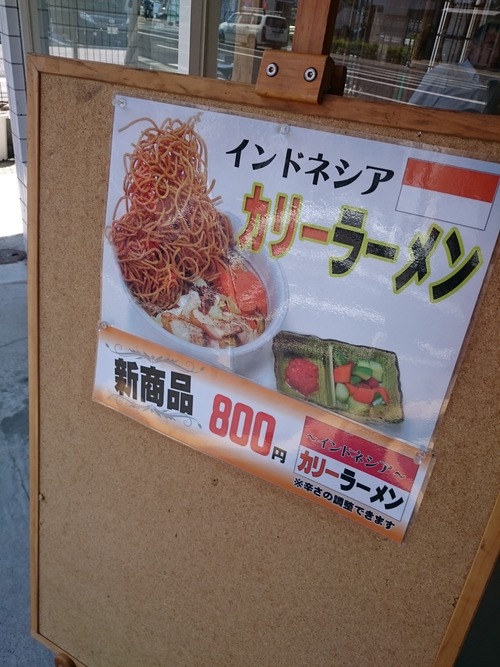 インドネシア
カリーラーメン
新商品
800円
～インドネシア～
カリーラーメン
※辛さの調整できます